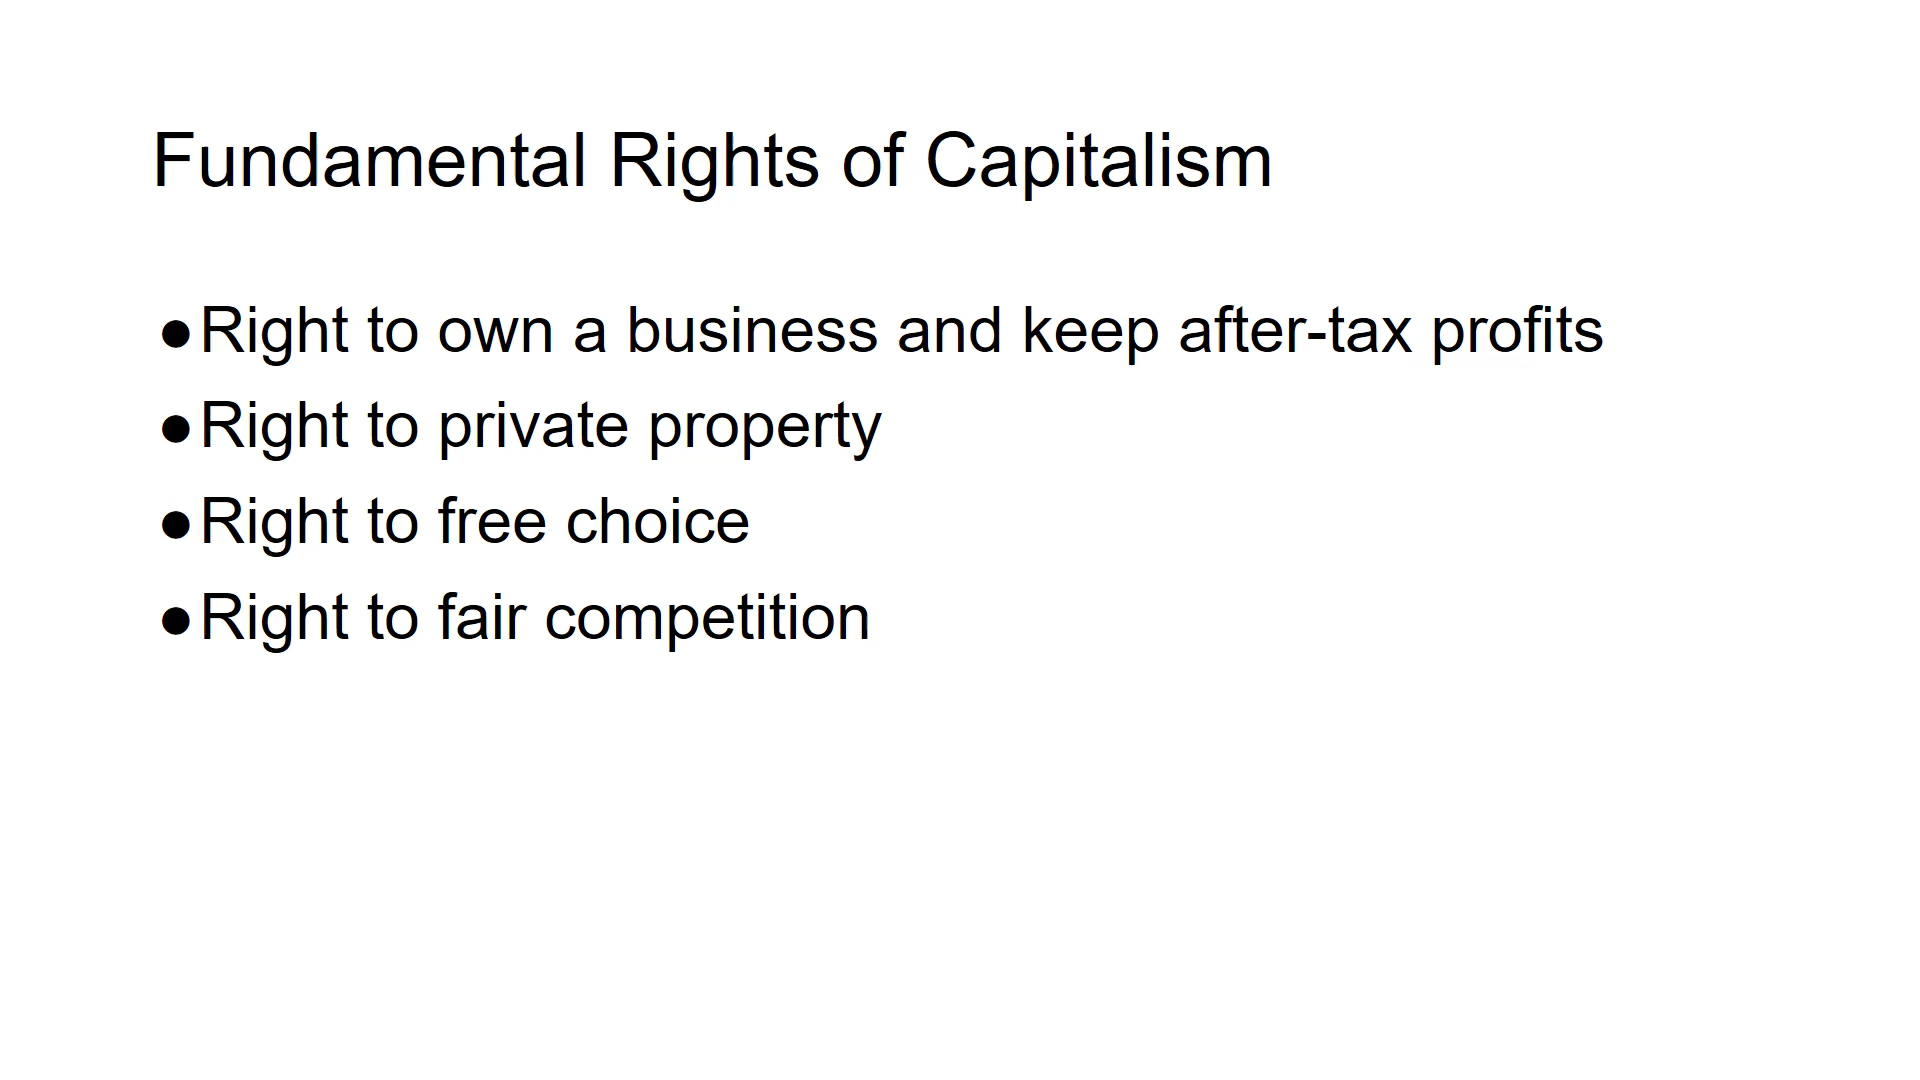 Fundamental Rights of Capitalism
●Right to own a business and keep after-tax profits
●Right to private property
●Right to free choice
●Right to fair competition